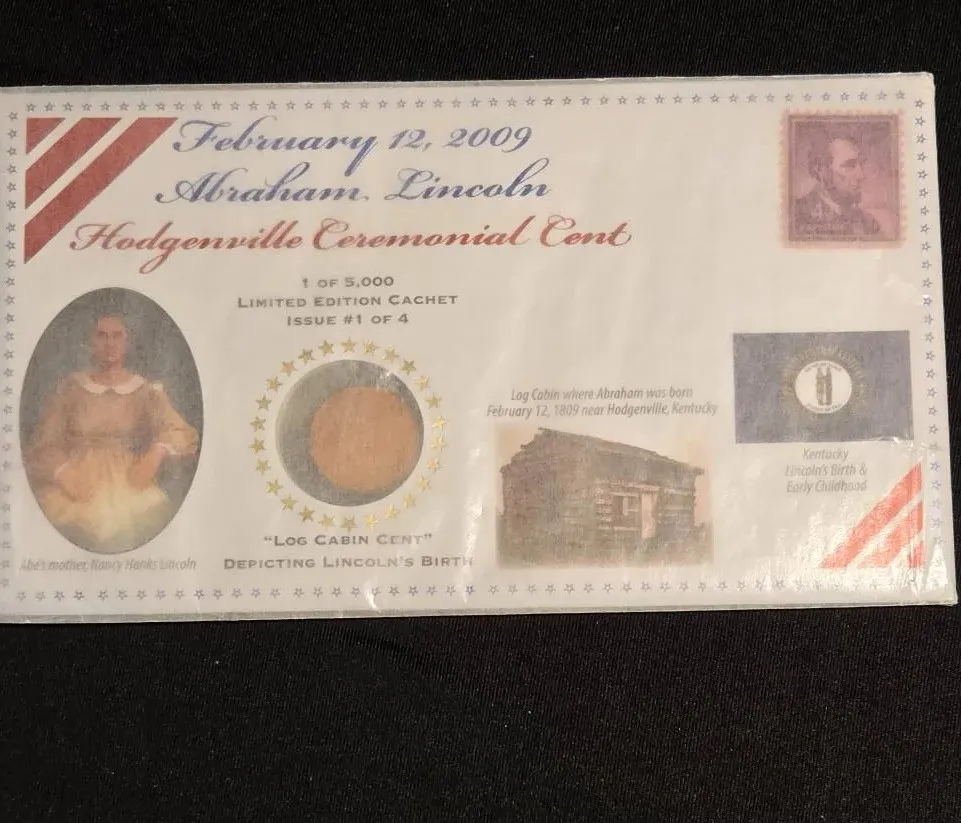 February 12, 2009
Abraham Lincoln
Hodgenville Ceremonial Cent
1 OF 5,000
LIMITED EDITION CACHET
ISSUE #1 OF 4
Log Cabin where Abraham was born
February 12, 1809 near Hodgenville, Kentucky
Kentucky
Lincoln's Birth &
Early Childhood
"LOG CABIN CENT"
DEPICTING LINCOLN'S BIRTH
Abe's mother, Nancy Hanks Lincoln